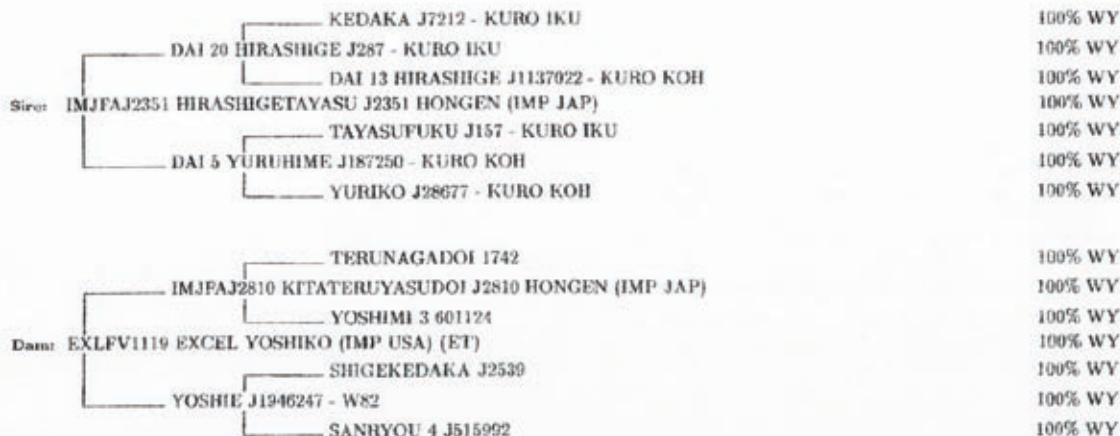 KEDAKA J7212 - KURO IKU 100% WY
DAI 20 HIRASHIGE J287 - KURO IKU 100% WY
DAI 13 HIRASHIGE J1137022 - KURO KOH 100% WY
Sire: IMJFAJ2351 HIRASHIGETAYASU J2351 HONGEN (IMP JAP) 100% WY
TAYASUFUKU J157 - KURO IKU 100% WY
DAI 5 YURUHIME J187250 - KURO KOH 100% WY
YURIKO J28677 - KURO KOH 100% WY
TERUNAGADOI 1742 100% WY
IMJFAJ2810 KITATERUYASUDOI J2810 HONGEN (IMP JAP) 100% WY
YOSHIMI 3 601124 100% WY
Dam: EXLFV1119 EXCEL YOSHIKO (IMP USA) (ET) 100% WY
SHIGEKEDAKA J2539 100% WY
YOSHIE J1946247 - W82 100% WY
SANRYOU 4 J515992 100% WY